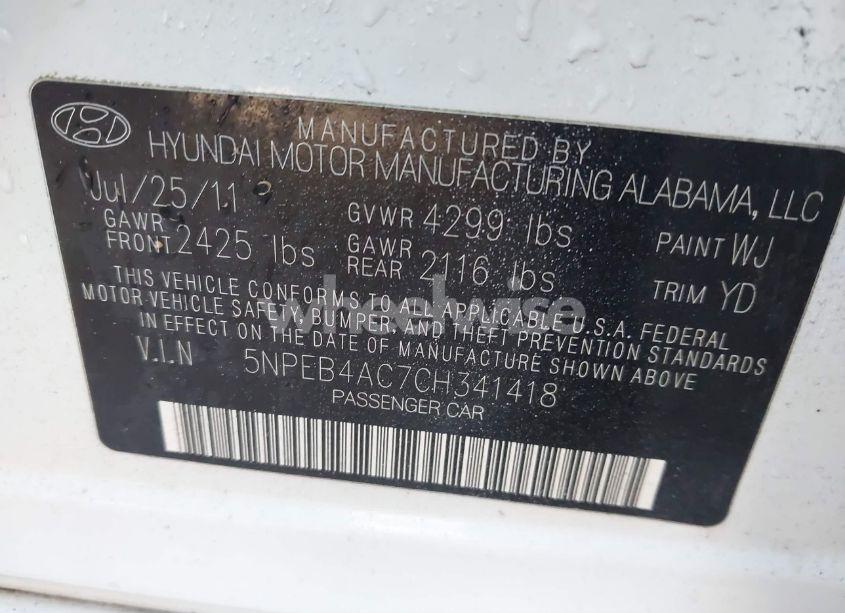 MANUFACTURED BY
HYUNDAI MOTOR MANUFACTURING ALABAMA, LLC
Jul/25/11 GVWR 4299 lbs PAINT WJ
GAWR FRONT 2425 lbs GAWR REAR 2116 lbs TRIM YD
THIS VEHICLE CONFORMS TO ALL APPLICABLE U.S.A. FEDERAL
MOTOR VEHICLE SAFETY, BUMPER, AND THEFT PREVENTION STANDARDS
IN EFFECT ON THE DATE OF MANUFACTURE SHOWN ABOVE
V.I.N 5NPEB4AC7CH341418
PASSENGER CAR
wheelwise